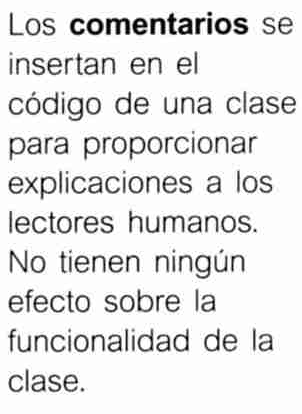 Los comentarios se
insertan en el
código de una clase
para proporcionar
explicaciones a los
lectores humanos.
No tienen ningún
efecto sobre la
funcionalidad de la
clase.